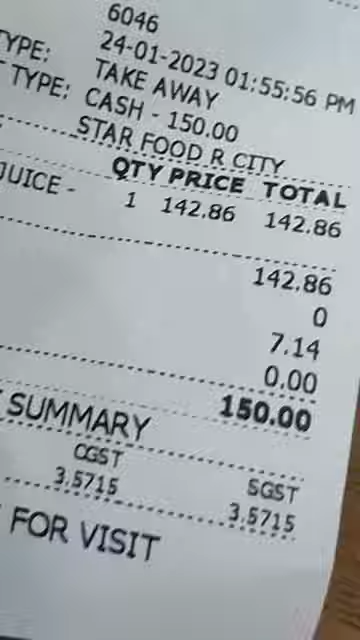 6046
24-01-2023 01:55:56 PM
TYPE: TAKE AWAY
TYPE: CASH - 150.00
STAR FOOD R CITY
QTY PRICE TOTAL
JUICE - 1 142.86 142.86
142.86
0
7.14
0.00
150.00
SUMMARY
CGST SGST
3.5715 3.5715
FOR VISIT